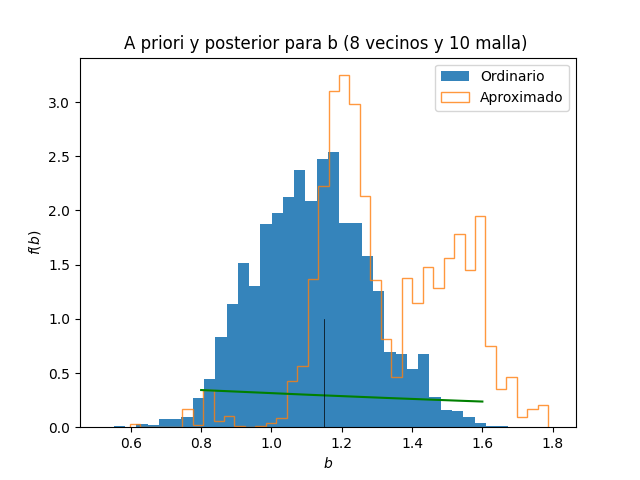 A priori y posterior para b (8 vecinos y 10 malla)
Ordinario
Aproximado
f(b)
3.0
2.5
2.0
1.5
1.0
0.5
0.0
0.6 0.8 1.0 1.2 1.4 1.6 1.8
b